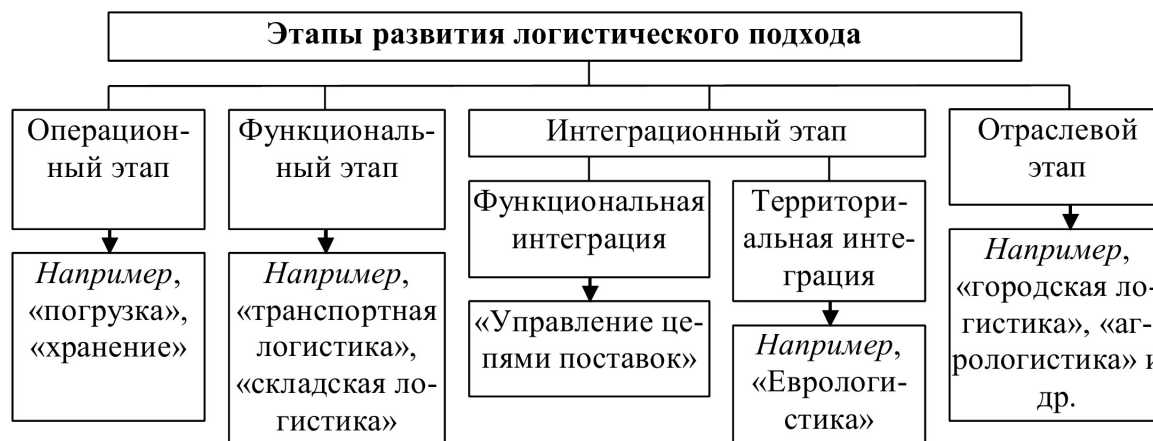 Этапы развития логистического подхода
Операцион-
ный этап
Функциональ-
ный этап
Интеграционный этап
Отраслевой
этап
Функциональная
интеграция
Территори-
альная инте-
грация
Например,
«погрузка»,
«хранение»
Например,
«транспортная
логистика»,
«складская ло-
гистика»
«Управление це-
пями поставок»
Например,
«Еврологи-
стика»
Например,
«городская ло-
гистика», «аг-
рологистика» и
др.